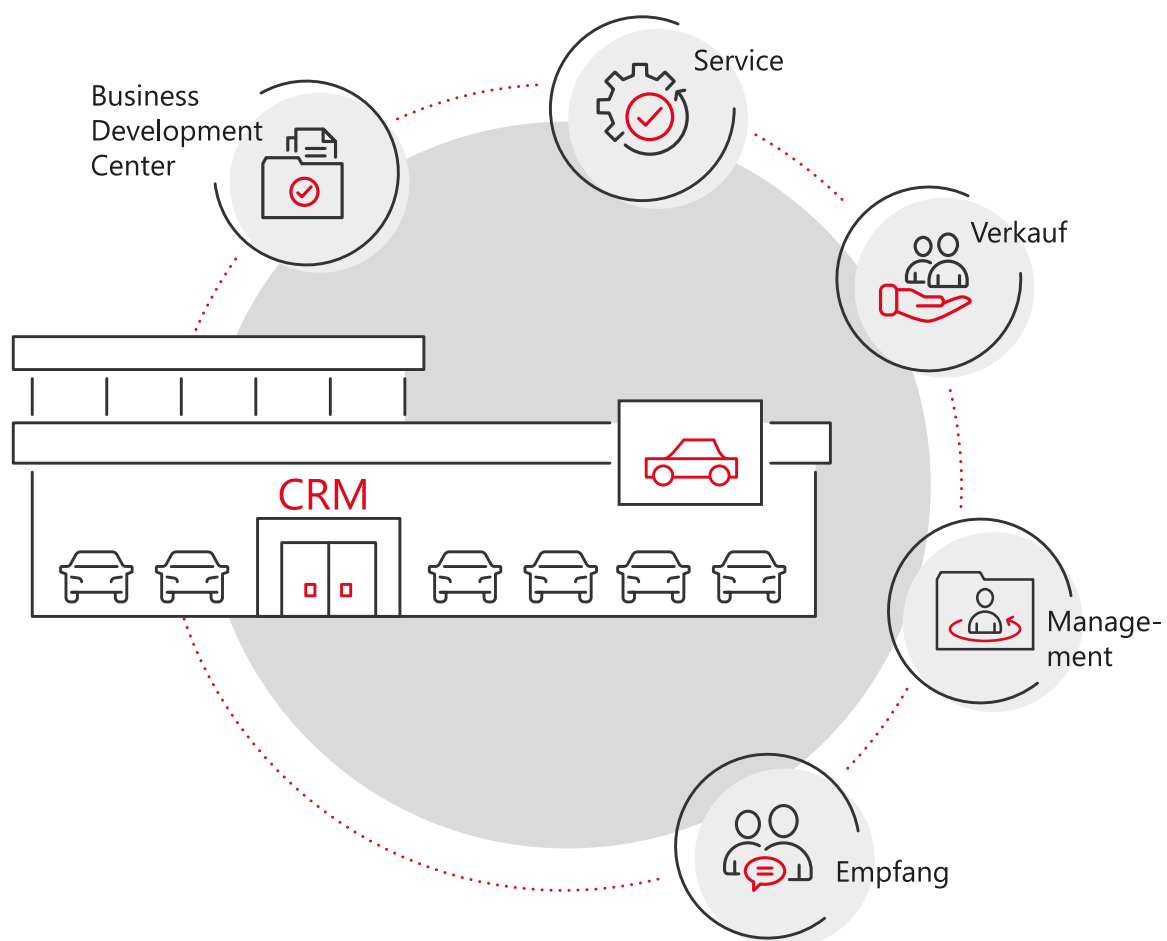 Business
Development
Center
Service
Verkauf
CRM
Manage-
ment
Empfang